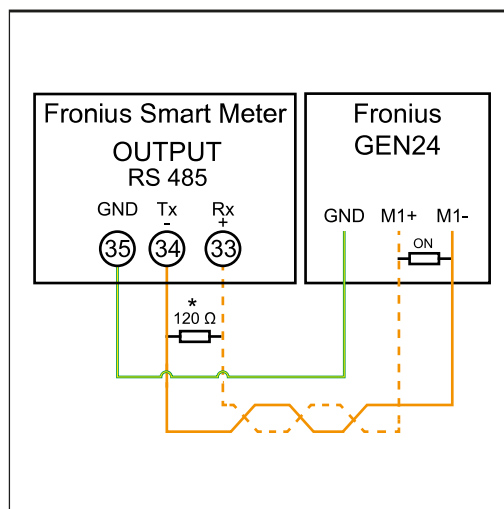 Fronius Smart Meter
OUTPUT
RS 485
GND Tx Rx
- +
35 34 33
*
120 Ω
Fronius
GEN24
GND M1+ M1-
ON